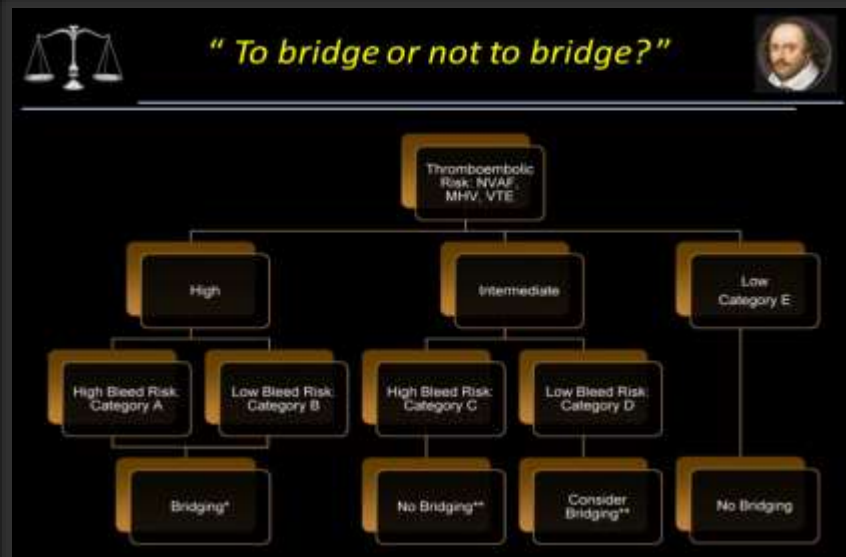 “ To bridge or not to bridge?”
Thromboembolic
Risk: NVAF,
MHV, VTE
High
Intermediate
Low
Category E
High Bleed Risk:
Category A
Low Bleed Risk:
Category B
High Bleed Risk:
Category C
Low Bleed Risk:
Category D
Bridging*
No Bridging**
Consider
Bridging**
No Bridging